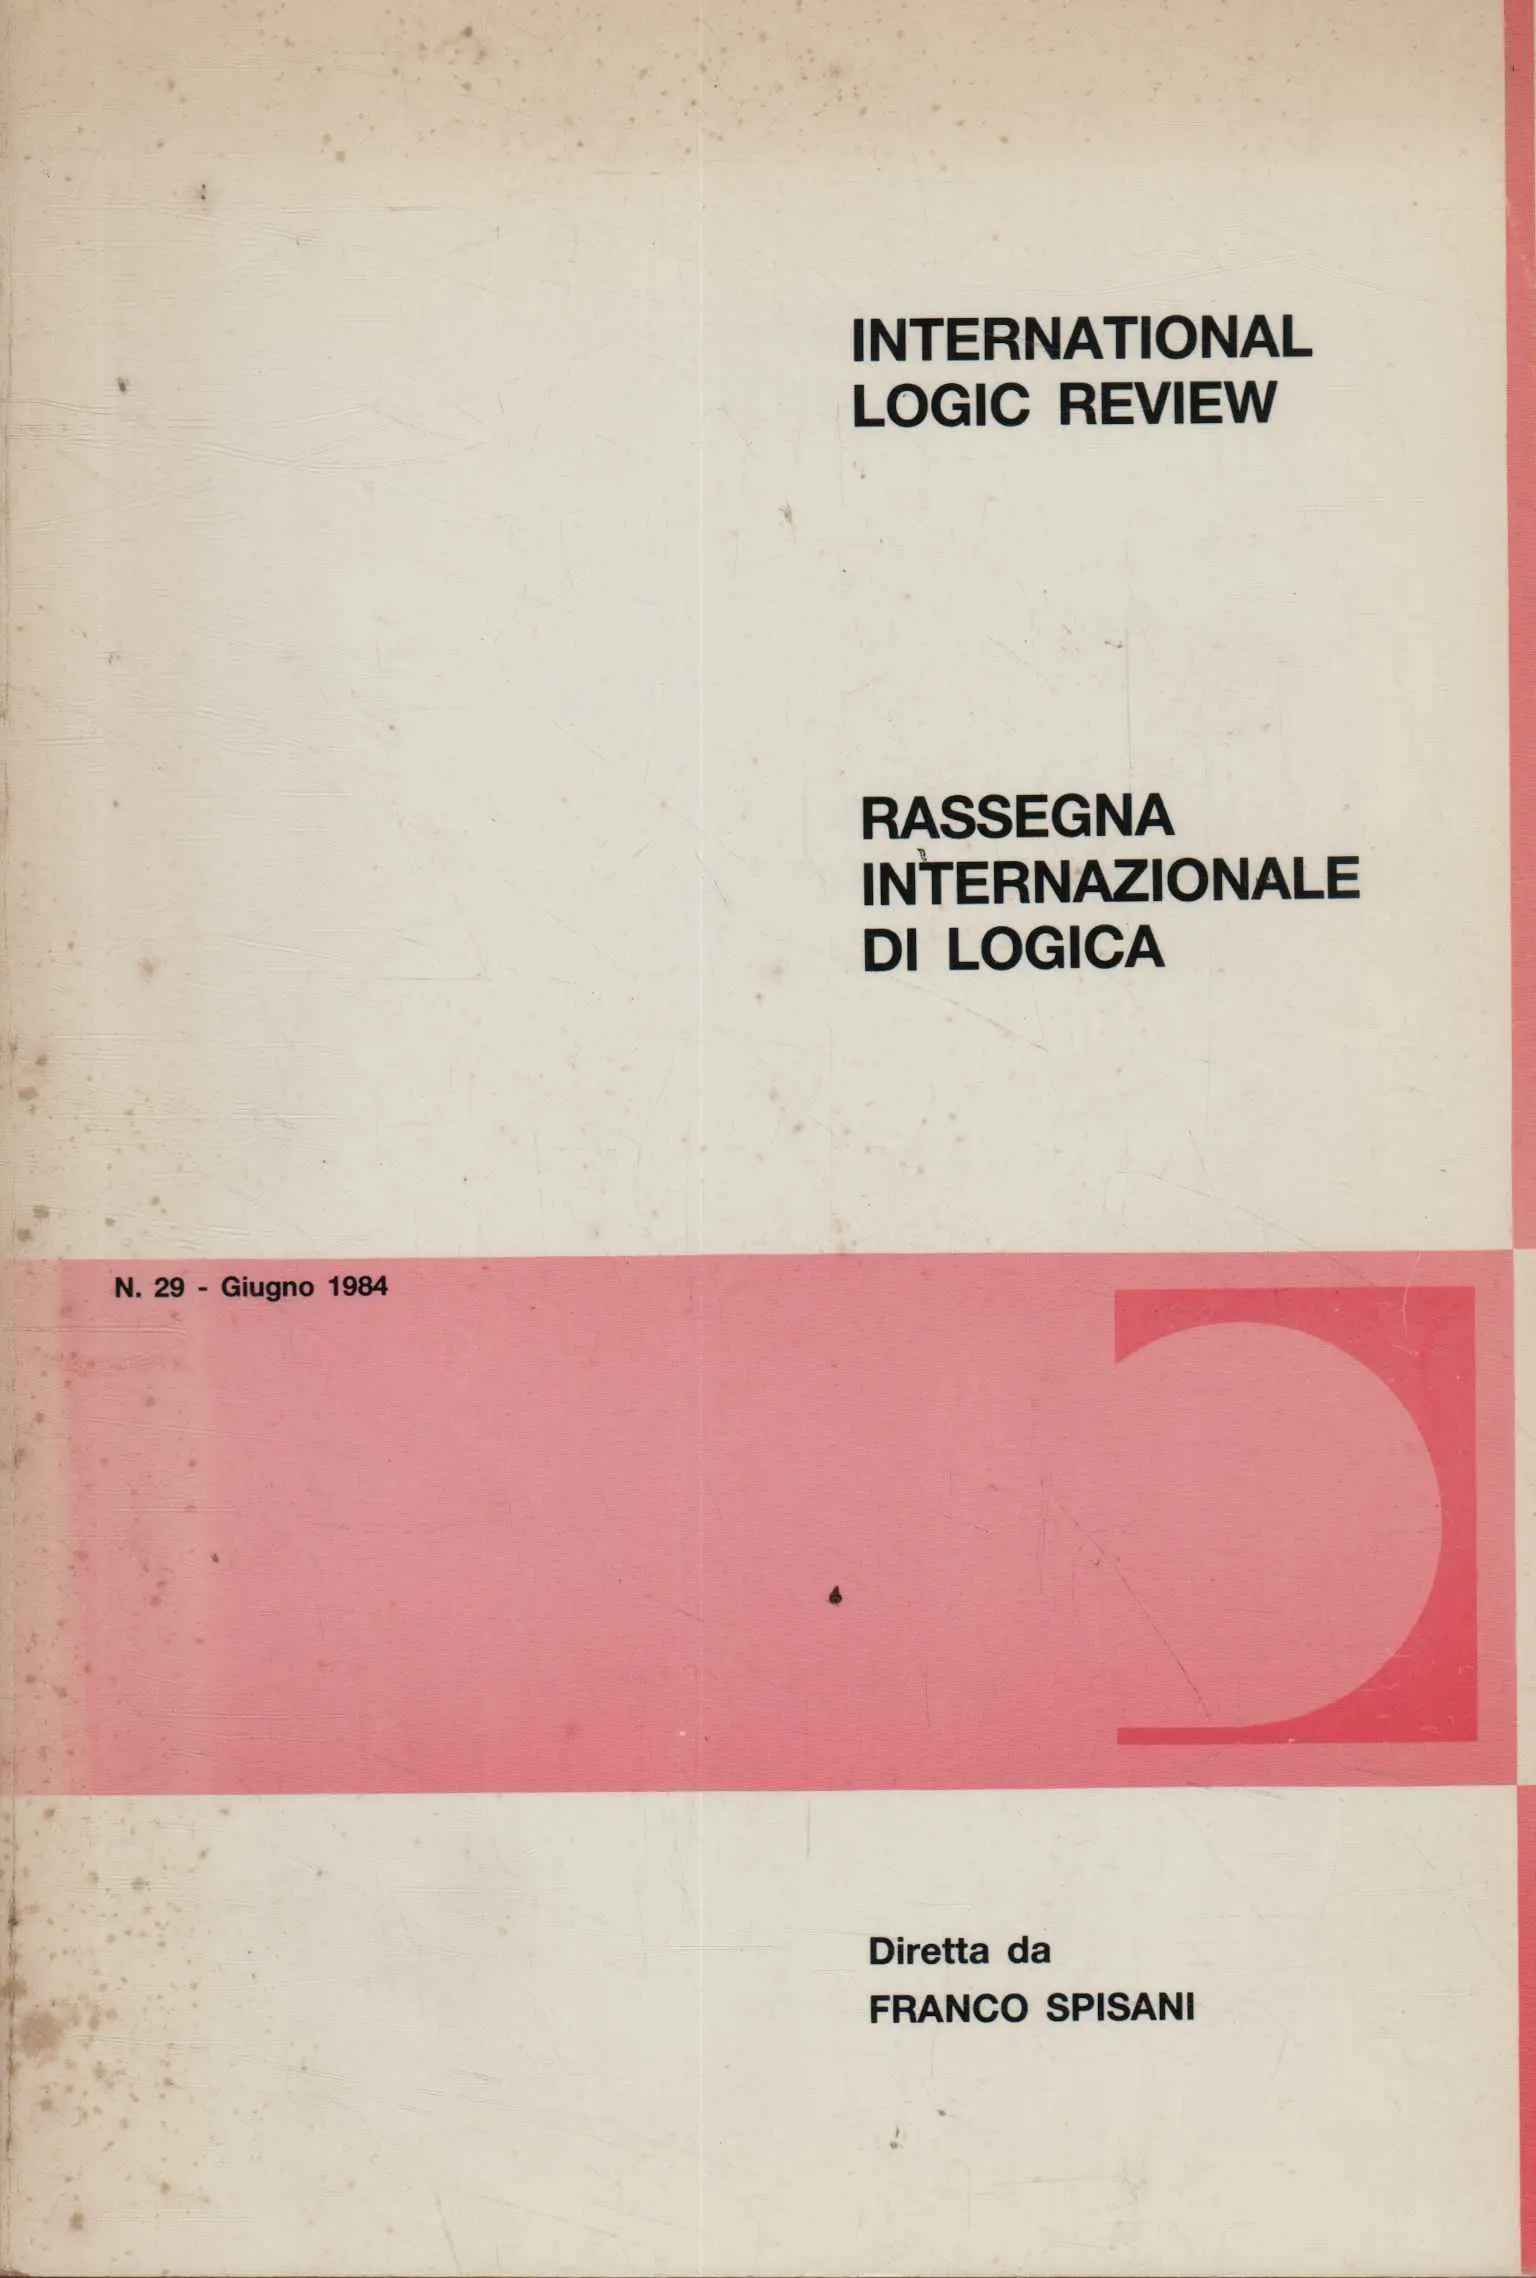 INTERNATIONAL
LOGIC REVIEW
RASSEGNA
INTERNAZIONALE
DI LOGICA
N. 29 - Giugno 1984
Diretta da
FRANCO SPISANI